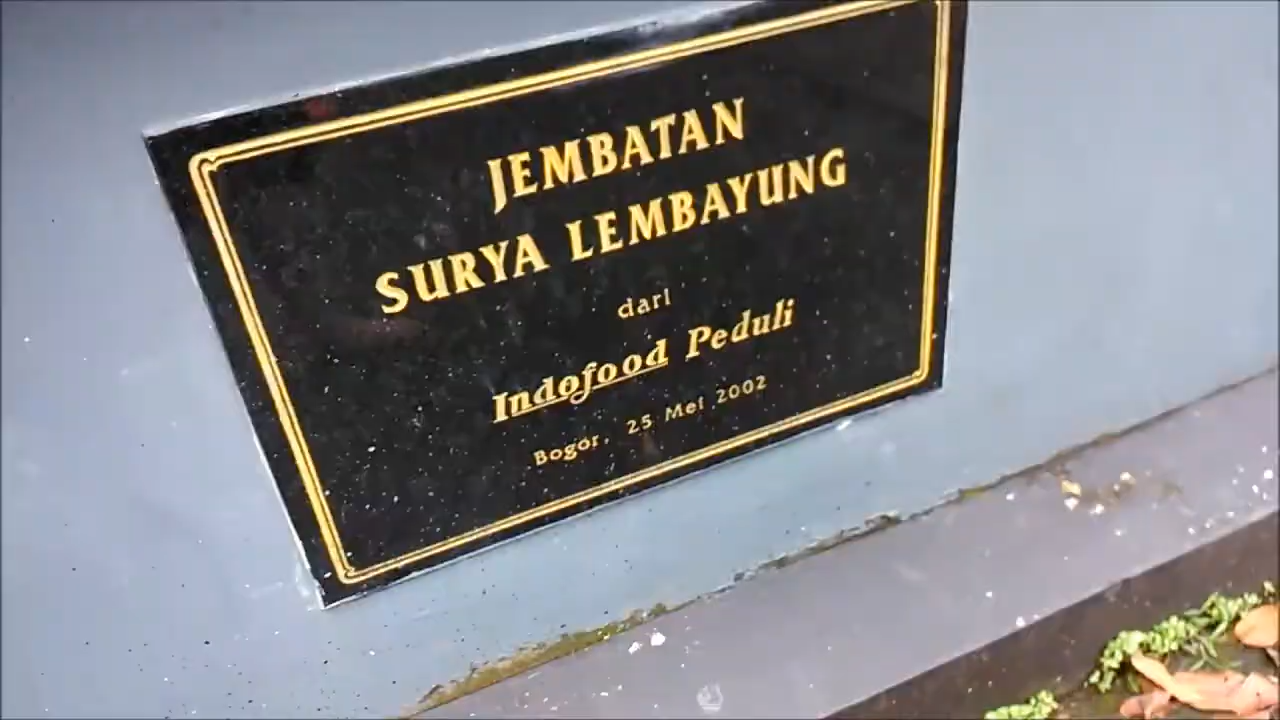 JEMBATAN
SURYA LEMBAYUNG
dari
Indofood Peduli
Bogor, 25 Mei 2002